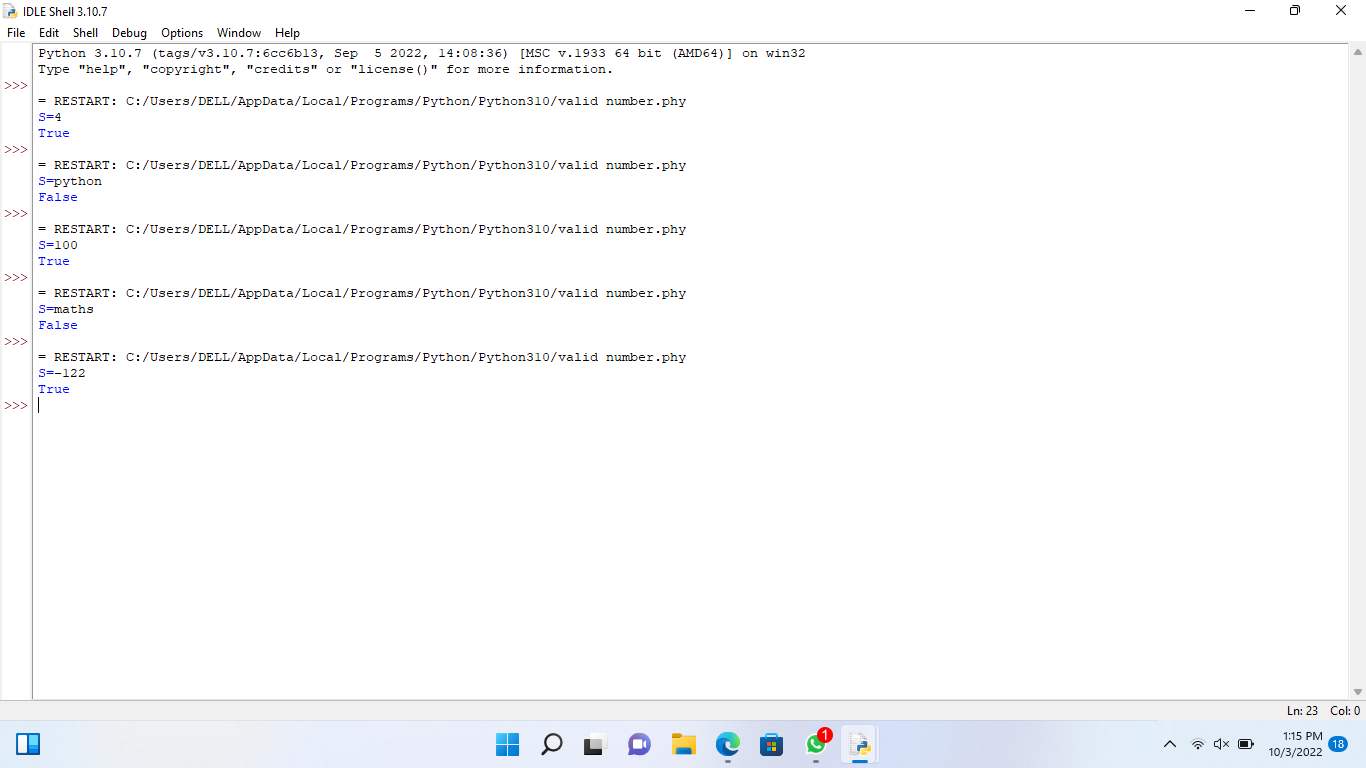 IDLE Shell 3.10.7
File Edit Shell Debug Options Window Help
Python 3.10.7 (tags/v3.10.7:6cc6b13, Sep  5 2022, 14:08:36) [MSC v.1933 64 bit (AMD64)] on win32
Type "help", "copyright", "credits" or "license()" for more information.
>>>
= RESTART: C:/Users/DELL/AppData/Local/Programs/Python/Python310/valid number.phy
S=4
True
>>>
= RESTART: C:/Users/DELL/AppData/Local/Programs/Python/Python310/valid number.phy
S=python
False
>>>
= RESTART: C:/Users/DELL/AppData/Local/Programs/Python/Python310/valid number.phy
S=100
True
>>>
= RESTART: C:/Users/DELL/AppData/Local/Programs/Python/Python310/valid number.phy
S=maths
False
>>>
= RESTART: C:/Users/DELL/AppData/Local/Programs/Python/Python310/valid number.phy
S=-122
True
>>>
Ln: 23 Col: 0
1
1:15 PM
10/3/2022
18